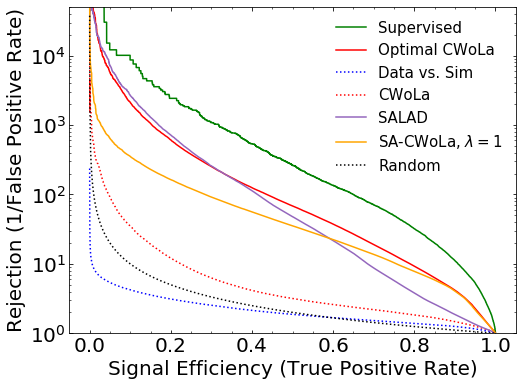 Rejection (1/False Positive Rate)
10⁴
10³
10²
10¹
10⁰
Supervised
Optimal CWoLa
Data vs. Sim
CWoLa
SALAD
SA-CWoLa, λ = 1
Random
0.0 0.2 0.4 0.6 0.8 1.0
Signal Efficiency (True Positive Rate)